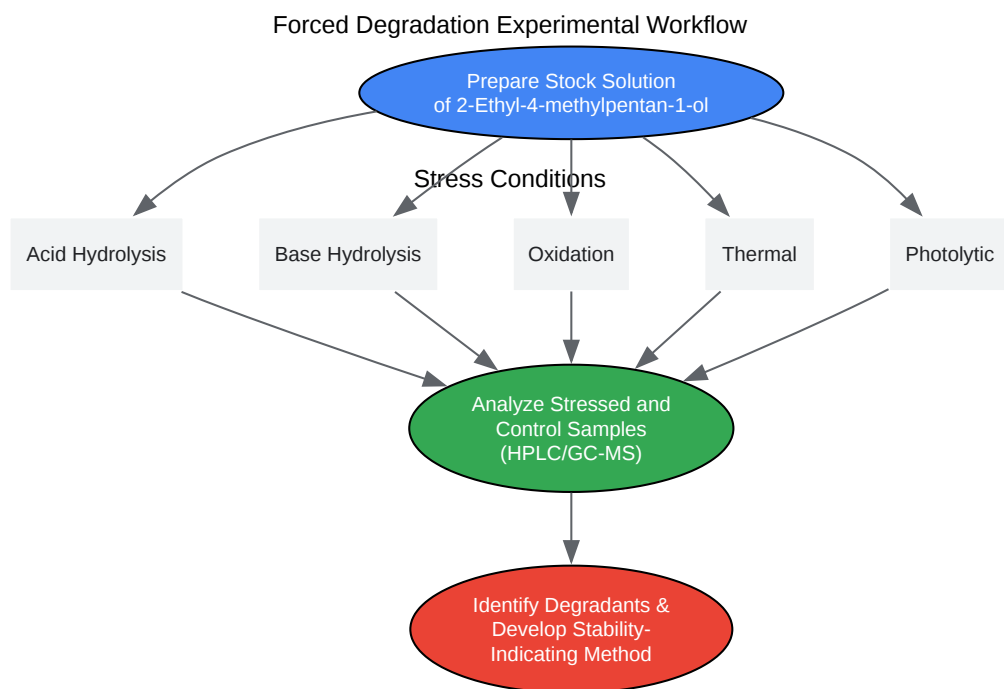 Forced Degradation Experimental Workflow
Prepare Stock Solution
of 2-Ethyl-4-methylpentan-1-ol
Stress Conditions
Acid Hydrolysis
Base Hydrolysis
Oxidation
Thermal
Photolytic
Analyze Stressed and
Control Samples
(HPLC/GC-MS)
Identify Degradants &
Develop Stability-
Indicating Method